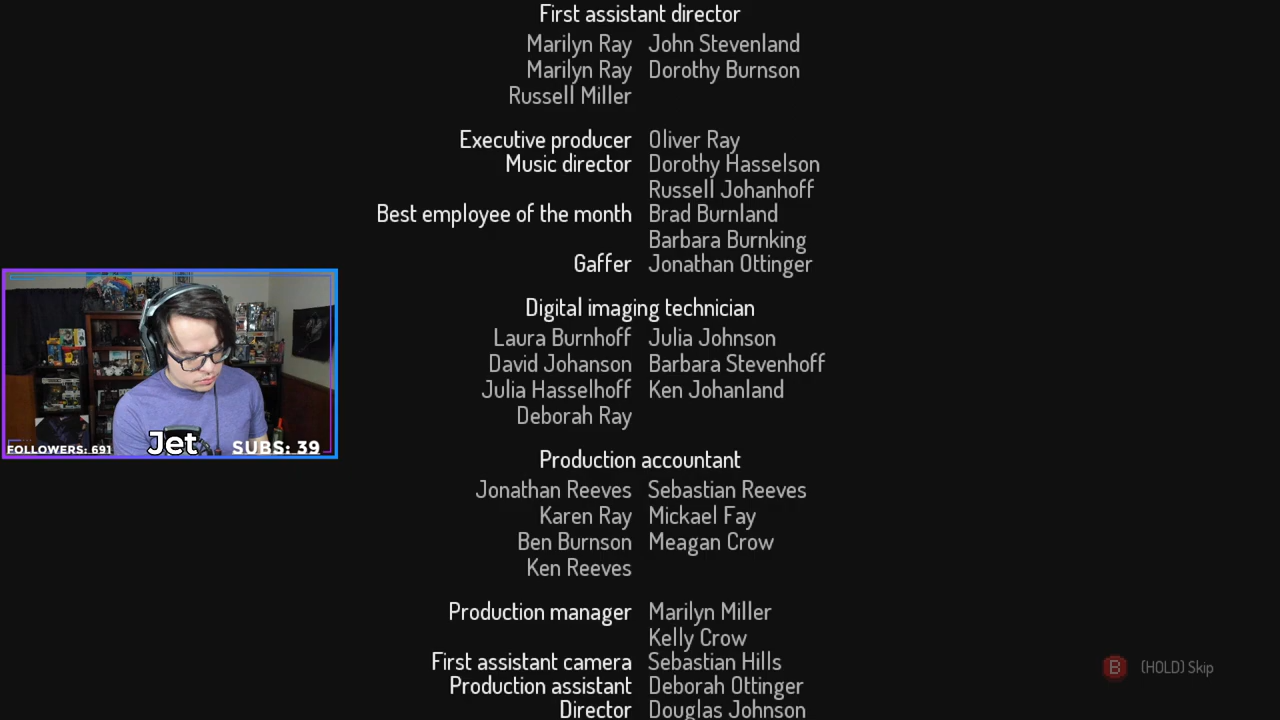 First assistant director
Marilyn Ray John Stevenland
Marilyn Ray Dorothy Burnson
Russell Miller
Executive producer Oliver Ray
Music director Dorothy Hasselson
Russell Johanhoff
Best employee of the month Brad Burnland
Barbara Burnking
Gaffer Jonathan Ottinger
Digital imaging technician
Laura Burnhoff Julia Johnson
David Johanson Barbara Stevenhoff
Julia Hasselhoff Ken Johanland
Deborah Ray
FOLLOWERS: 691 Jet SUBS: 39
Production accountant
Jonathan Reeves Sebastian Reeves
Karen Ray Mickael Fay
Ben Burnson Meagan Crow
Ken Reeves
Production manager Marilyn Miller
Kelly Crow
First assistant camera Sebastian Hills
B (HOLD) Skip
Production assistant Deborah Ottinger
Director Douglas Johnson